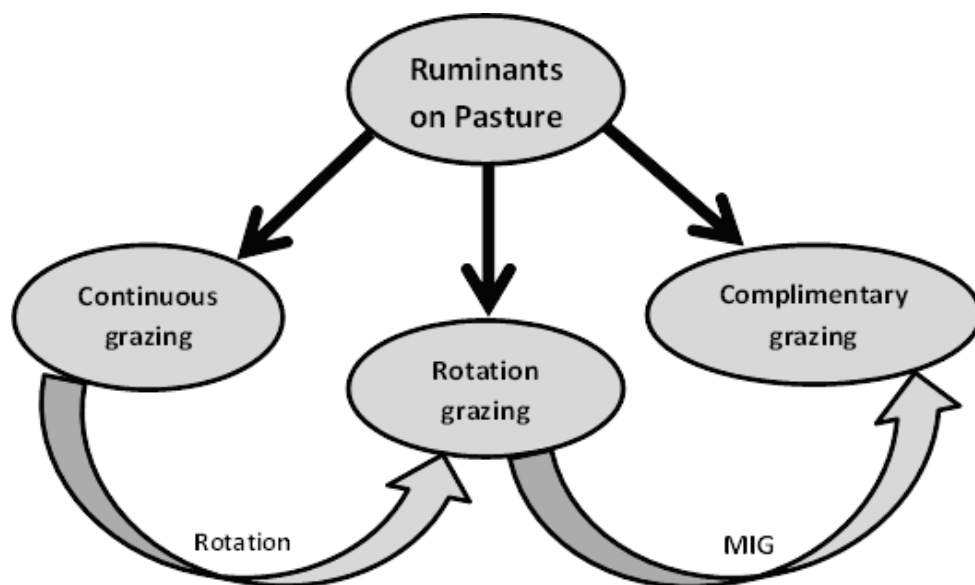 Ruminants
on Pasture
Continuous
grazing
Complimentary
grazing
Rotation
grazing
Rotation
MIG